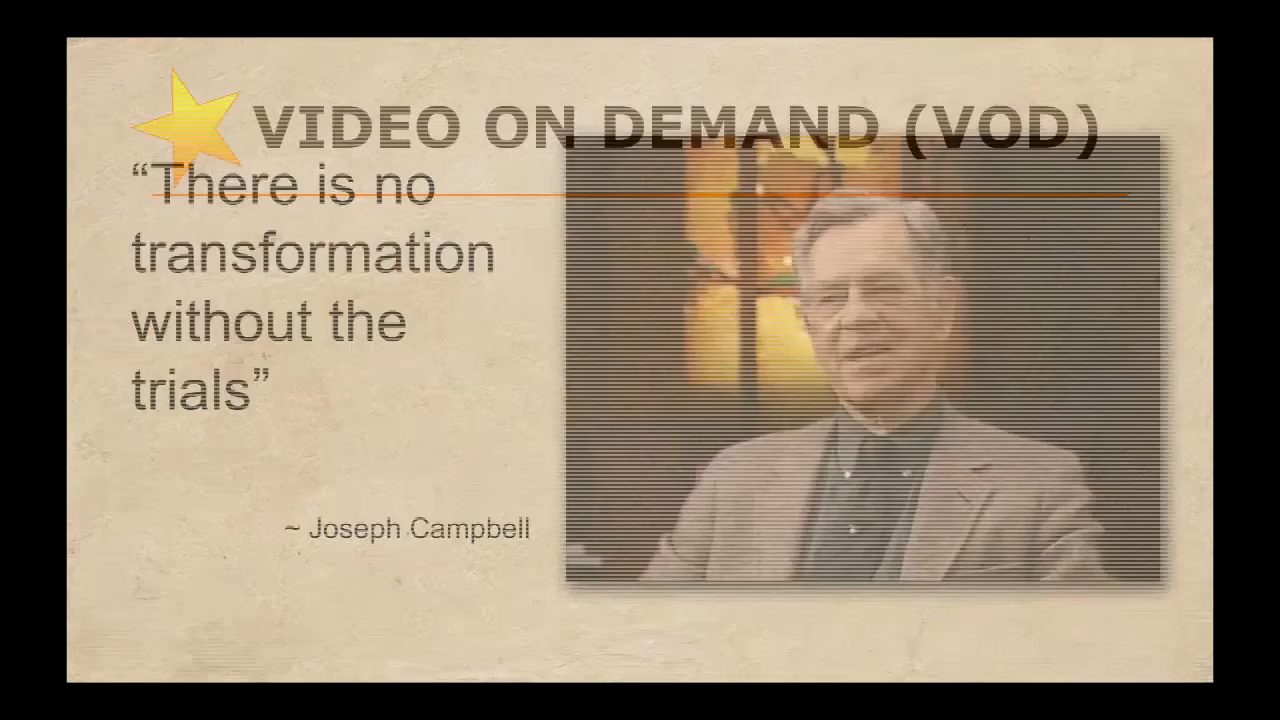 VIDEO ON DEMAND (VOD)
“There is no
transformation
without the
trials”
~ Joseph Campbell